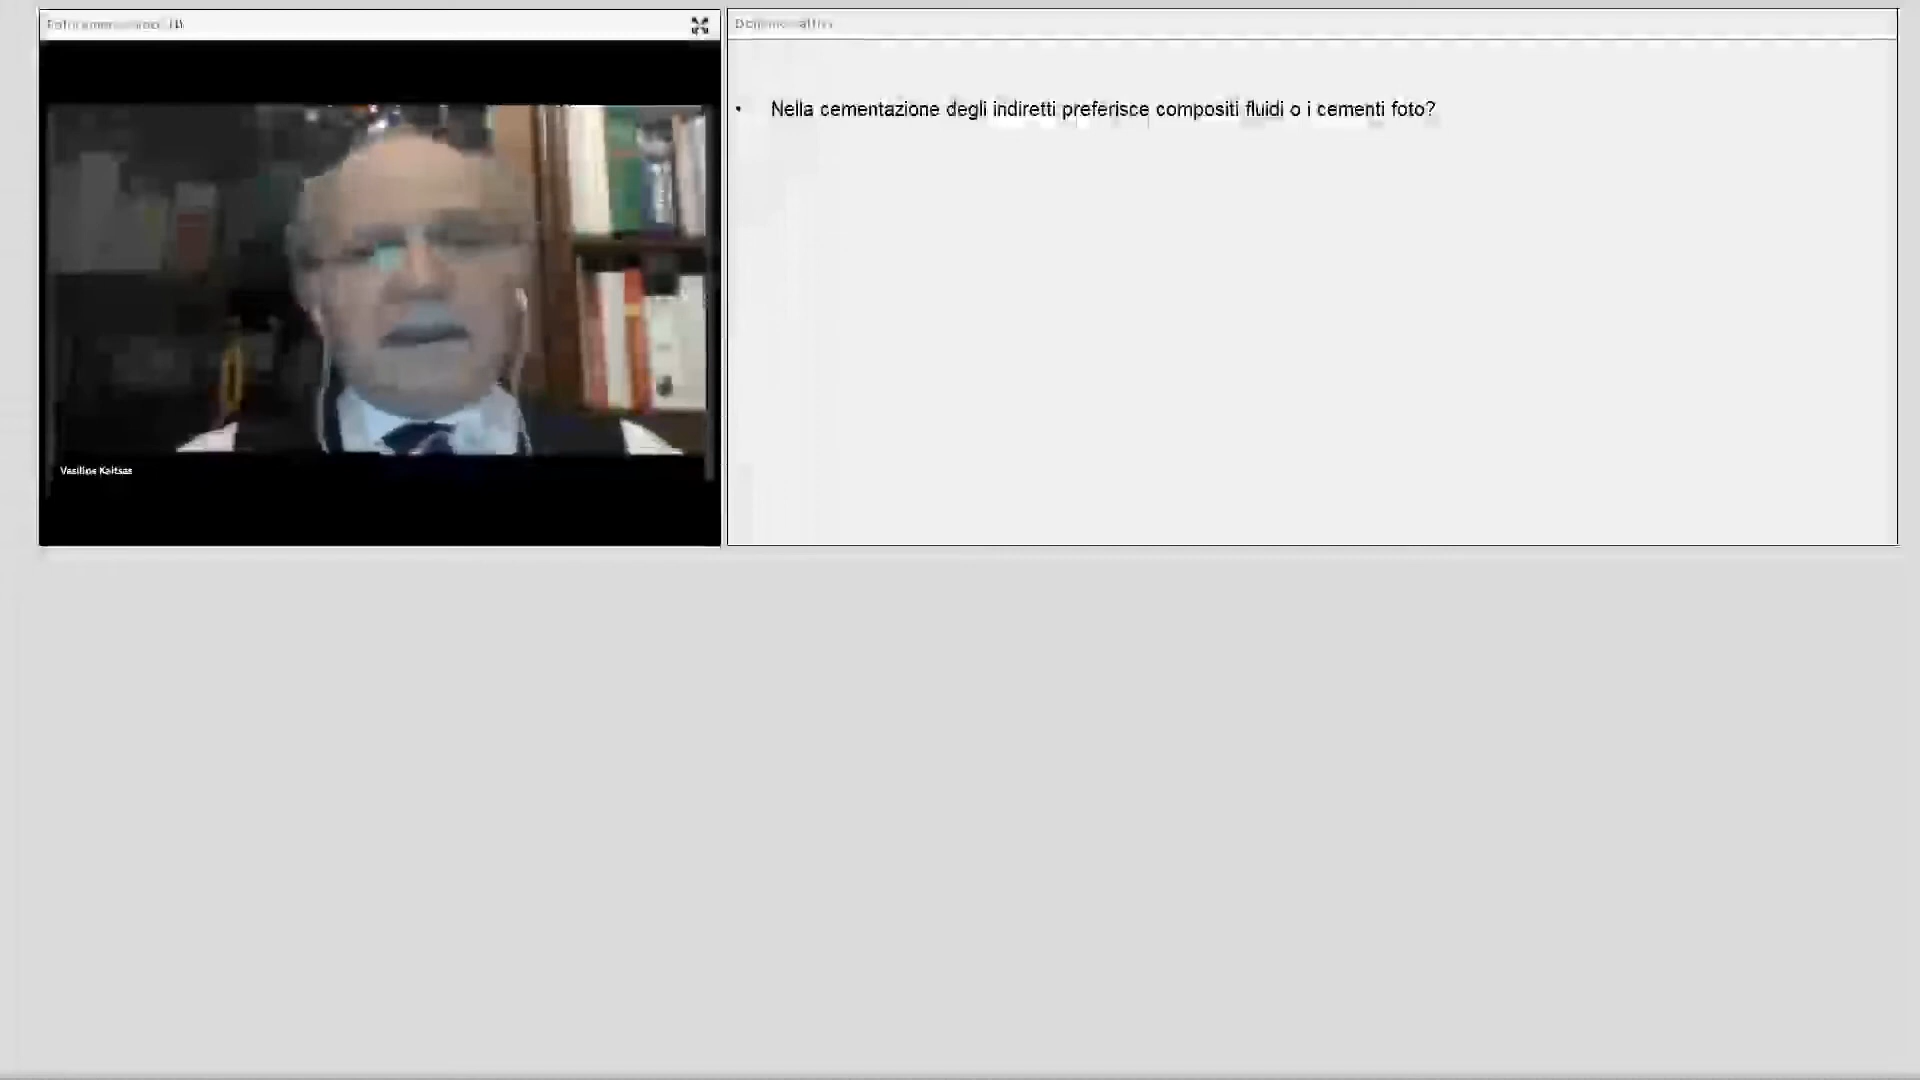 Nella cementazione degli indiretti preferisce compositi fluidi o i cementi foto?
Vasilios Kaitsas